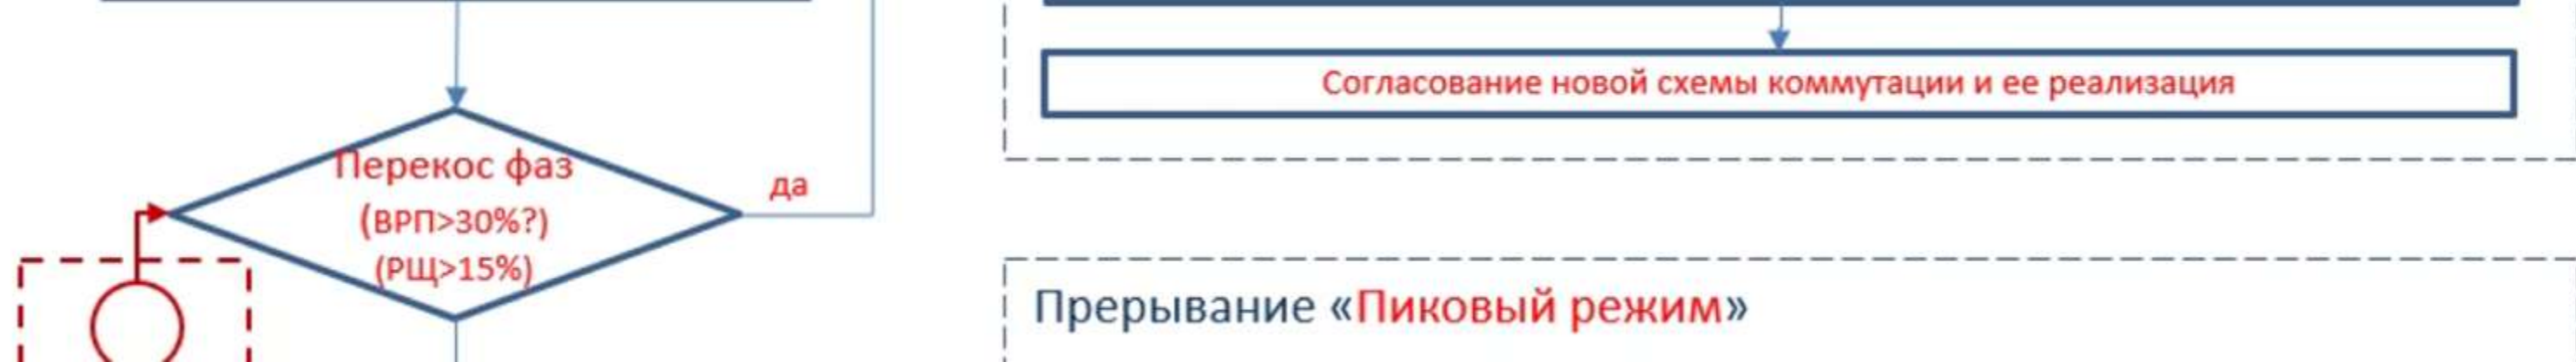 Согласование новой схемы коммутации и ее реализация
Перекос фаз
да
(ВРП>30%?)
(РЩ>15%)
Прерывание «Пиковый режим»